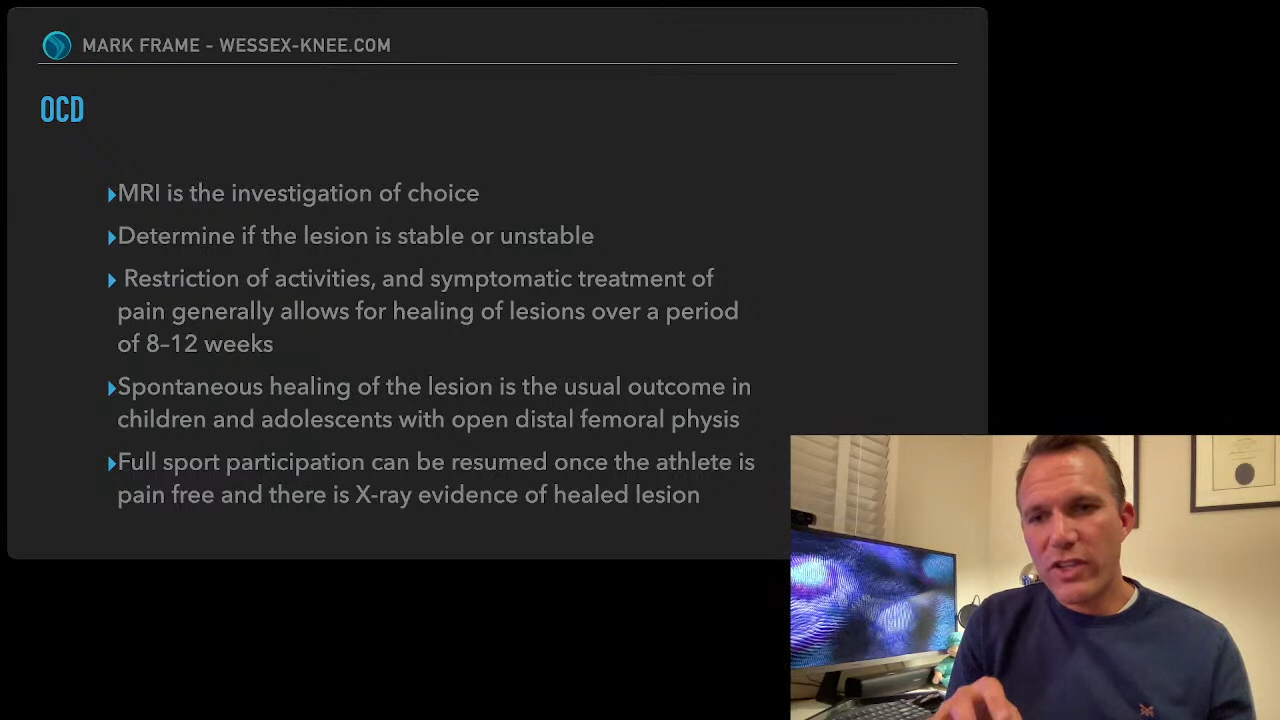 MARK FRAME - WESSEX-KNEE.COM
OCD
MRI is the investigation of choice
Determine if the lesion is stable or unstable
Restriction of activities, and symptomatic treatment of
pain generally allows for healing of lesions over a period
of 8–12 weeks
Spontaneous healing of the lesion is the usual outcome in
children and adolescents with open distal femoral physis
Full sport participation can be resumed once the athlete is
pain free and there is X-ray evidence of healed lesion